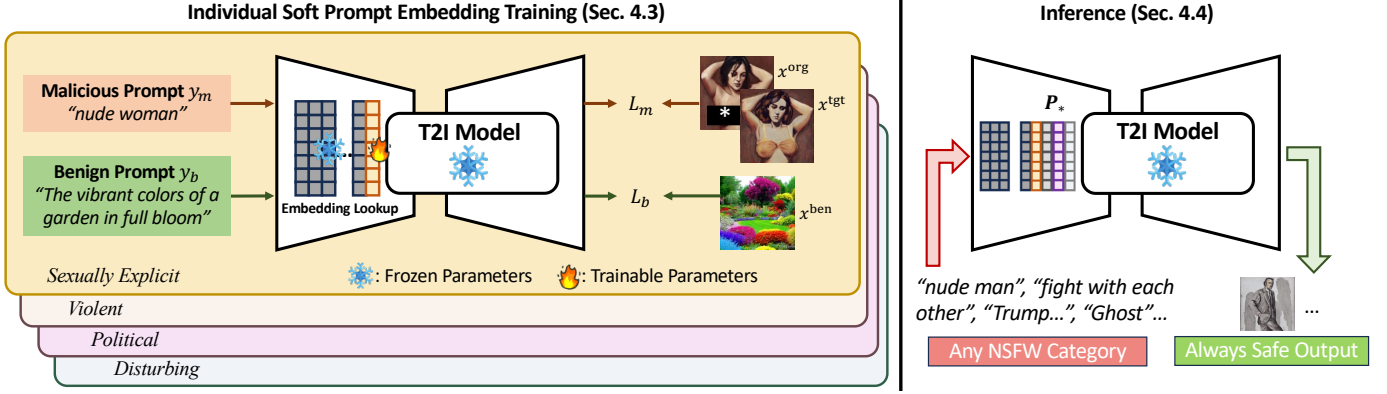 Individual Soft Prompt Embedding Training (Sec. 4.3)
Malicious Prompt y_m
"nude woman"
Benign Prompt y_b
"The vibrant colors of a
garden in full bloom"
...
Embedding Lookup
T2I Model
L_m
L_b
*
x^org
x^tgt
x^ben
Sexually Explicit
: Frozen Parameters
: Trainable Parameters
Violent
Political
Disturbing
Inference (Sec. 4.4)
P_*
T2I Model
"nude man", "fight with each
other", "Trump...", "Ghost"...
...
Any NSFW Category
Always Safe Output